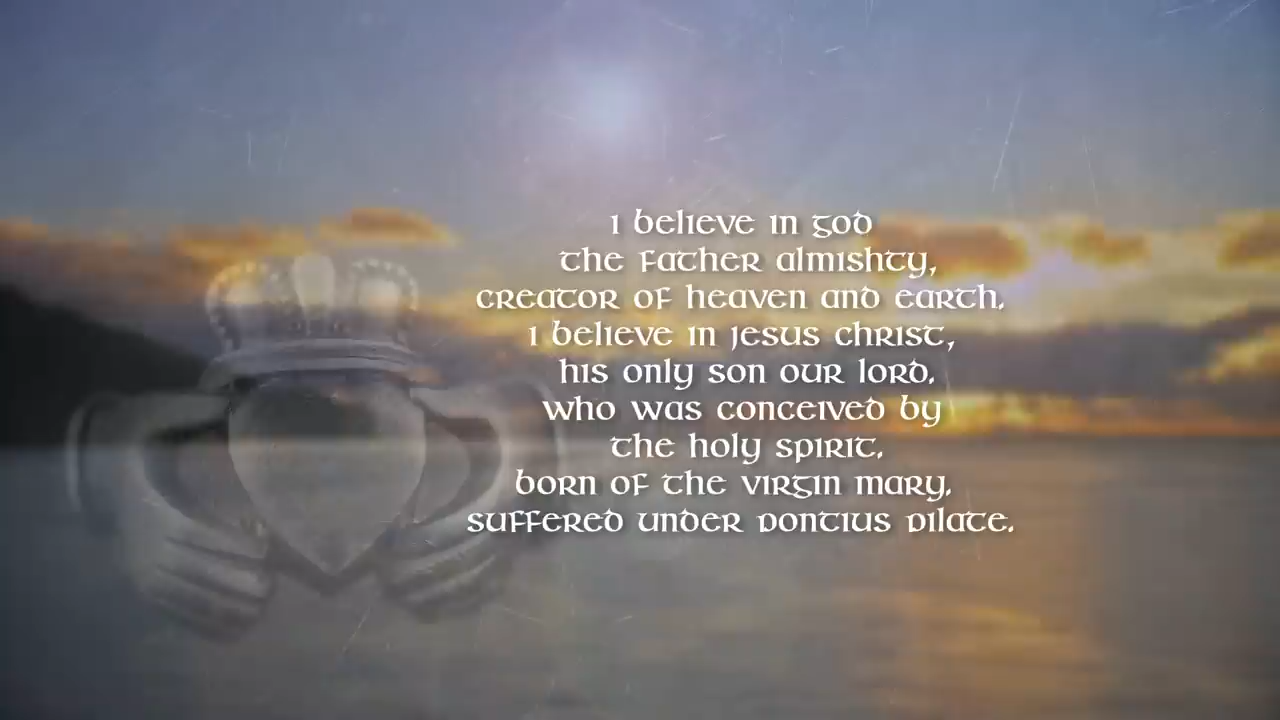 I believe in god
the father almighty,
creator of heaven and earth.
I believe in Jesus Christ,
his only son our lord.
who was conceived by
the holy spirit.
born of the virgin mary.
suffered under pontius pilate.